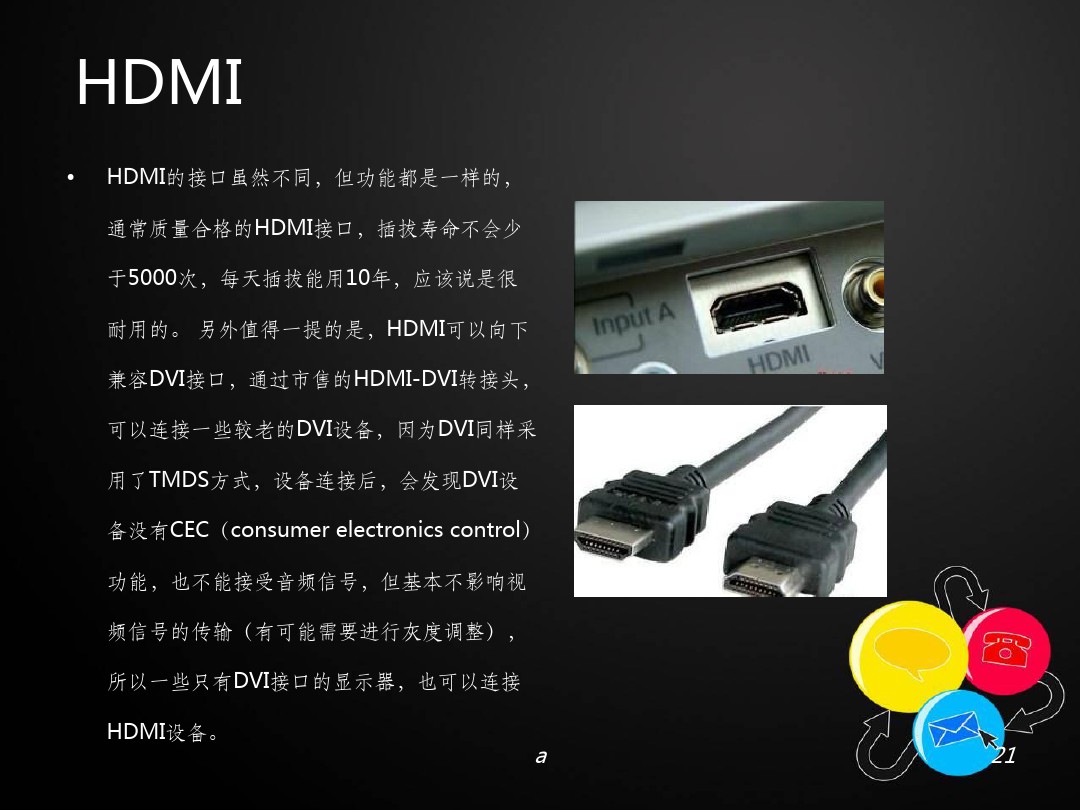 HDMI
• HDMI的接口虽然不同，但功能都是一样的，
通常质量合格的HDMI接口，插拔寿命不会少
于5000次，每天插拔能用10年，应该说是很
耐用的。 另外值得一提的是，HDMI可以向下
兼容DVI接口，通过市售的HDMI-DVI转接头，
可以连接一些较老的DVI设备，因为DVI同样采
用了TMDS方式，设备连接后，会发现DVI设
备没有CEC（consumer electronics control）
功能，也不能接受音频信号，但基本不影响视
频信号的传输（有可能需要进行灰度调整），
所以一些只有DVI接口的显示器，也可以连接
HDMI设备。
Input A
HDMI
V
a
21